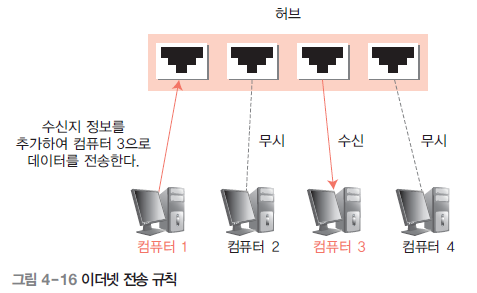 허브
수신지 정보를
추가하여 컴퓨터 3으로
데이터를 전송한다.
무시
수신
무시
컴퓨터 1
컴퓨터 2
컴퓨터 3
컴퓨터 4
그림 4-16 이더넷 전송 규칙